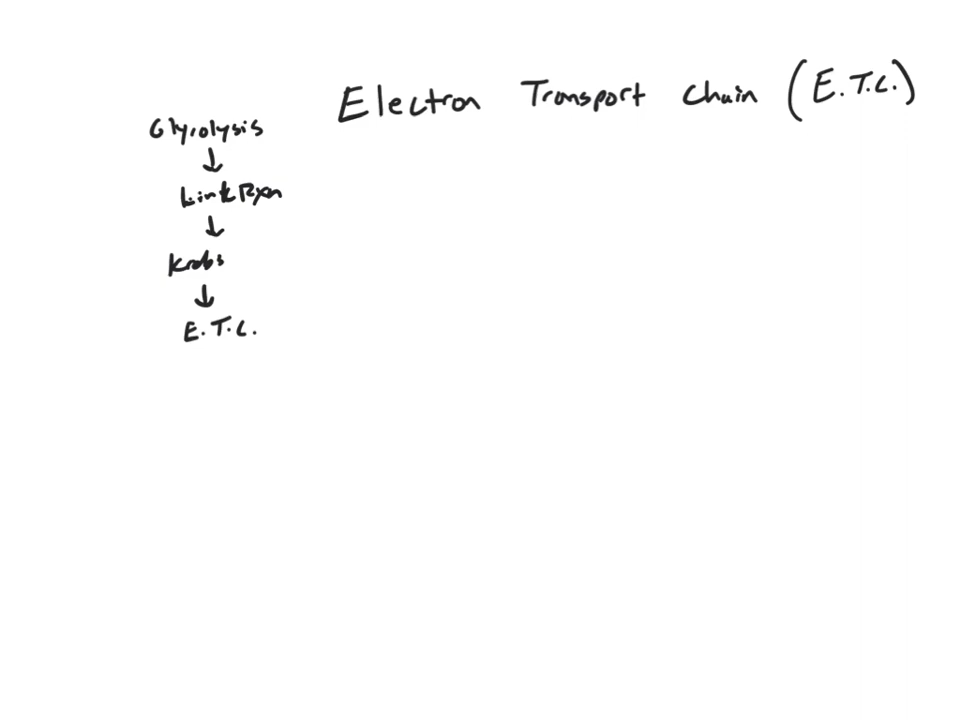 Electron Transport Chain (E.T.C.)
Glycolysis
↓
Link Rxn
↓
Krebs
↓
E.T.C.